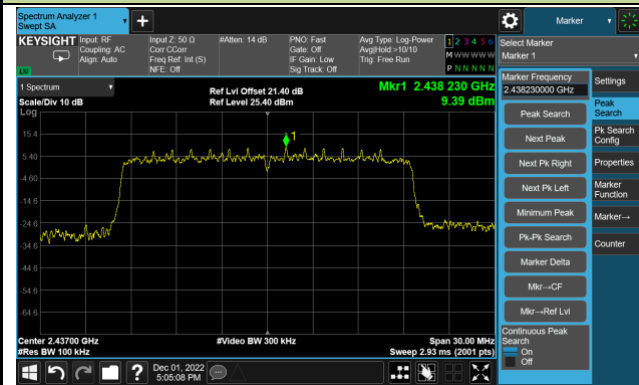 Spectrum Analyzer 1
Swept SA
Marker
KEYSIGHT
Input: RF
Coupling: AC
Align: Auto
Input Z: 50 Ω
Corr CCorr
Freq Ref: Int (S)
NFE: Off
#Atten: 14 dB
PNO: Fast
Gate: Off
IF Gain: Low
Sig Track: Off
Avg Type: Log-Power
Avg|Hold:>10/10
Trig: Free Run
1 2 3 4 5 6
M W W W W W
P N N N N N
Select Marker
Marker 1
1 Spectrum
Scale/Div 10 dB
Log
Ref Lvl Offset 21.40 dB
Ref Level 25.40 dBm
Mkr1 2.438 230 GHz
9.39 dBm
15.4
5.40
-4.60
-14.6
-24.6
-34.6
-44.6
-54.6
-64.6
1
Center 2.43700 GHz
#Res BW 100 kHz
#Video BW 300 kHz
Span 30.00 MHz
Sweep 2.93 ms (2001 pts)
Marker Frequency
2.438230000 GHz
Peak Search
Next Peak
Next Pk Right
Next Pk Left
Minimum Peak
Pk-Pk Search
Marker Delta
Mkr→CF
Mkr→Ref Lvl
Continuous Peak
Search
On
Off
Settings
Peak
Search
Pk Search
Config
Properties
Marker
Function
Marker→
Counter
Dec 01, 2022
5:05:08 PM